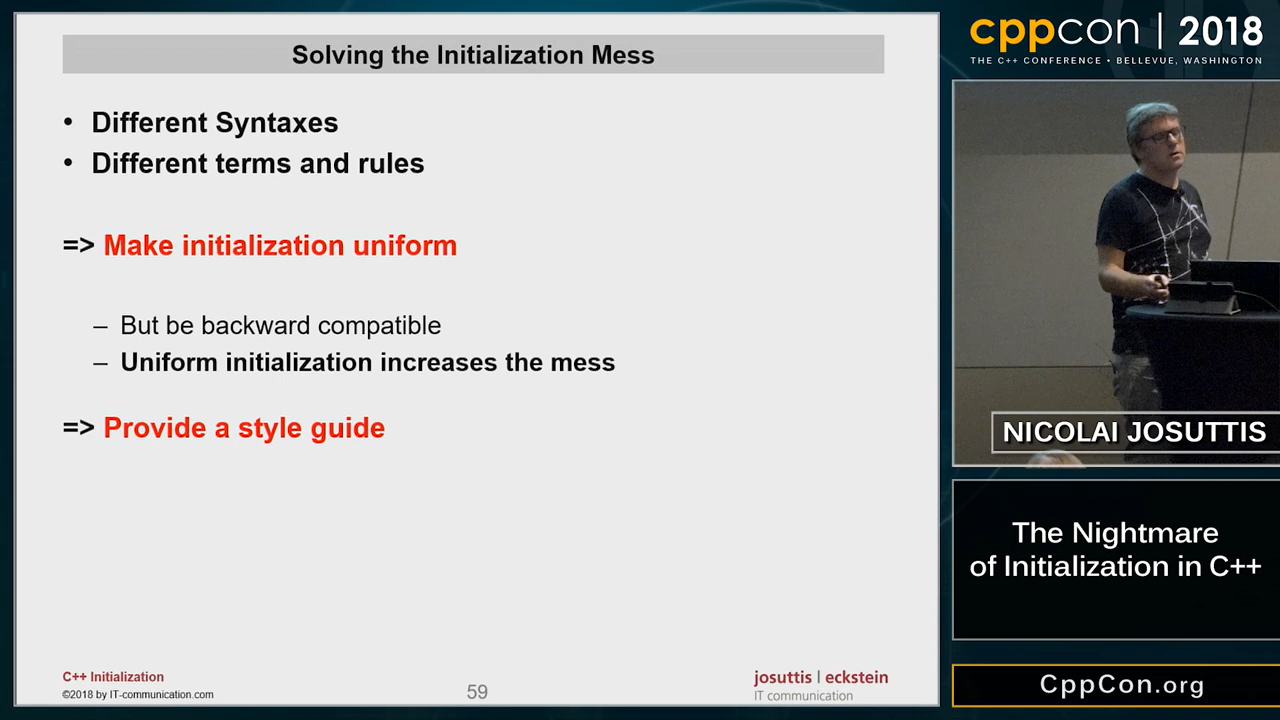 Solving the Initialization Mess
• Different Syntaxes
• Different terms and rules
=> Make initialization uniform
– But be backward compatible
– Uniform initialization increases the mess
=> Provide a style guide
C++ Initialization
©2018 by IT-communication.com
59
josuttis | eckstein
IT communication
cppcon | 2018
THE C++ CONFERENCE • BELLEVUE, WASHINGTON
NICOLAI JOSUTTIS
The Nightmare
of Initialization in C++
CppCon.org